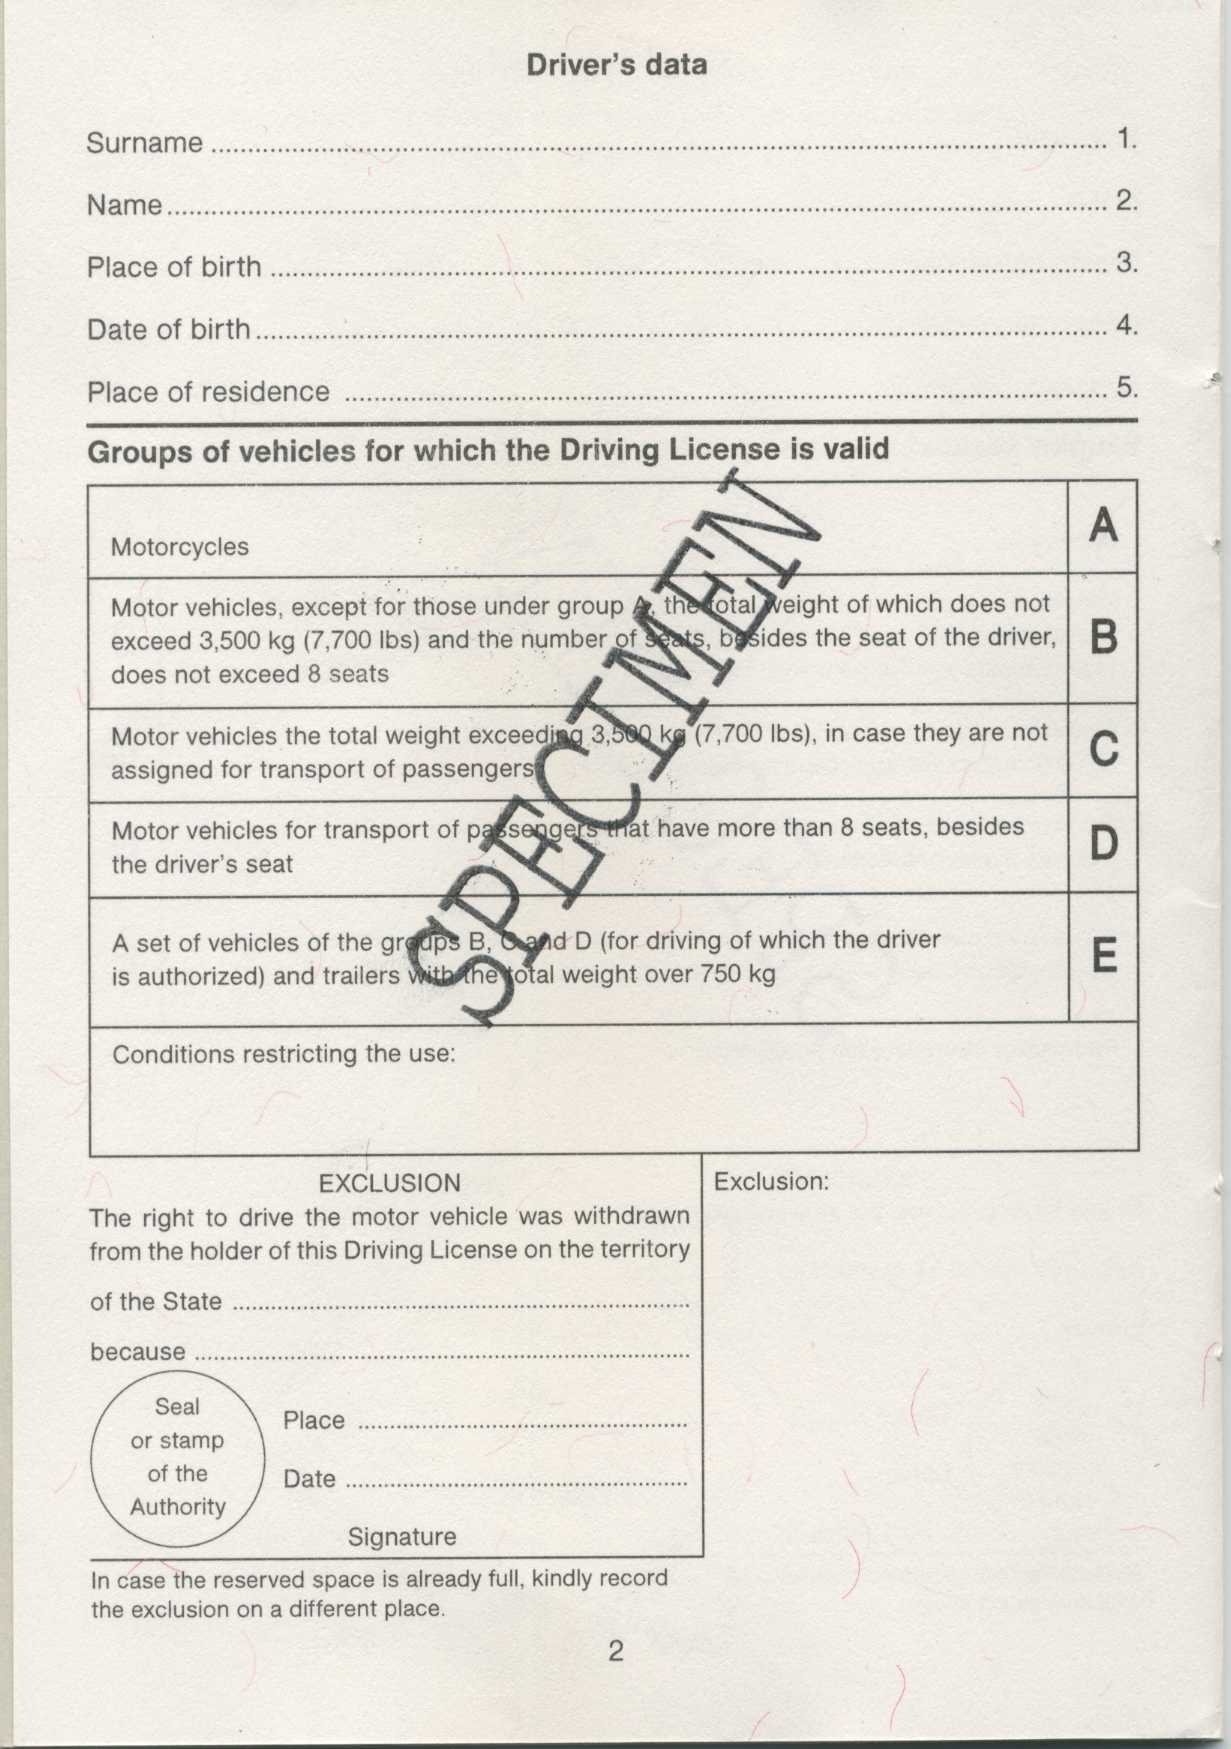 Driver's data
Surname ........................................ 1.
Name ........................................ 2.
Place of birth ........................................ 3.
Date of birth ........................................ 4.
Place of residence ........................................ 5.
Groups of vehicles for which the Driving License is valid
Motorcycles
A
Motor vehicles, except for those under group A, the total weight of which does not
exceed 3,500 kg (7,700 lbs) and the number of seats, besides the seat of the driver,
does not exceed 8 seats
B
Motor vehicles the total weight exceeding 3,500 kg (7,700 lbs), in case they are not
assigned for transport of passengers
C
Motor vehicles for transport of passengers that have more than 8 seats, besides
the driver's seat
D
A set of vehicles of the groups B, C and D (for driving of which the driver
is authorized) and trailers with the total weight over 750 kg
E
SPECIMEN
Conditions restricting the use:
EXCLUSION
The right to drive the motor vehicle was withdrawn
from the holder of this Driving License on the territory
of the State ........................................
because ........................................
Seal
or stamp
of the
Authority
Place ........................................
Date ........................................
Signature
Exclusion:
In case the reserved space is already full, kindly record
the exclusion on a different place.
2